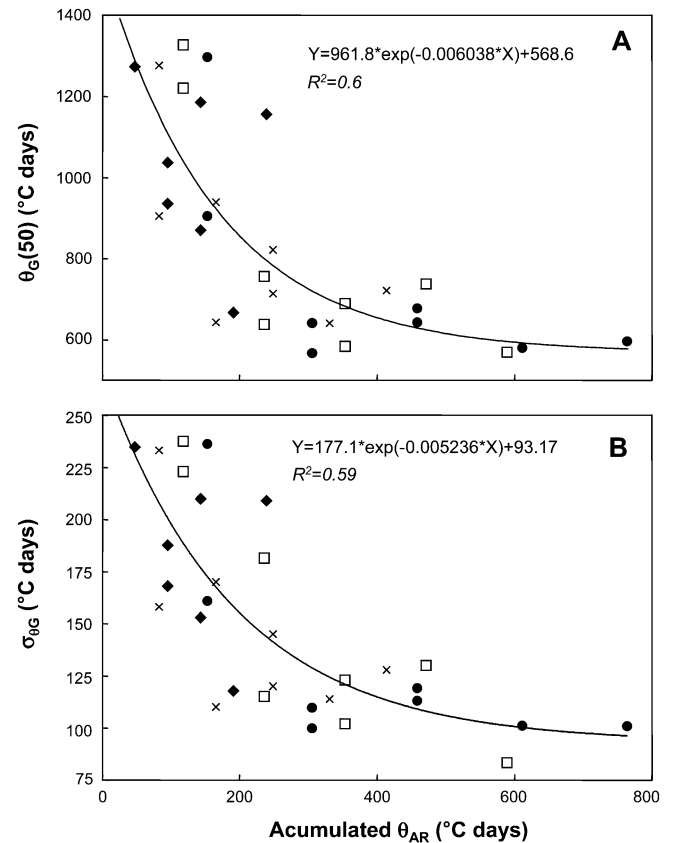 1400
1200
1000
800
600
θG(50) (°C days)
Y=961.8*exp(-0.006038*X)+568.6
R²=0.6
A
250
225
200
175
150
125
100
75
σθG (°C days)
Y=177.1*exp(-0.005236*X)+93.17
R²=0.59
B
0 200 400 600 800
Acumulated θAR (°C days)